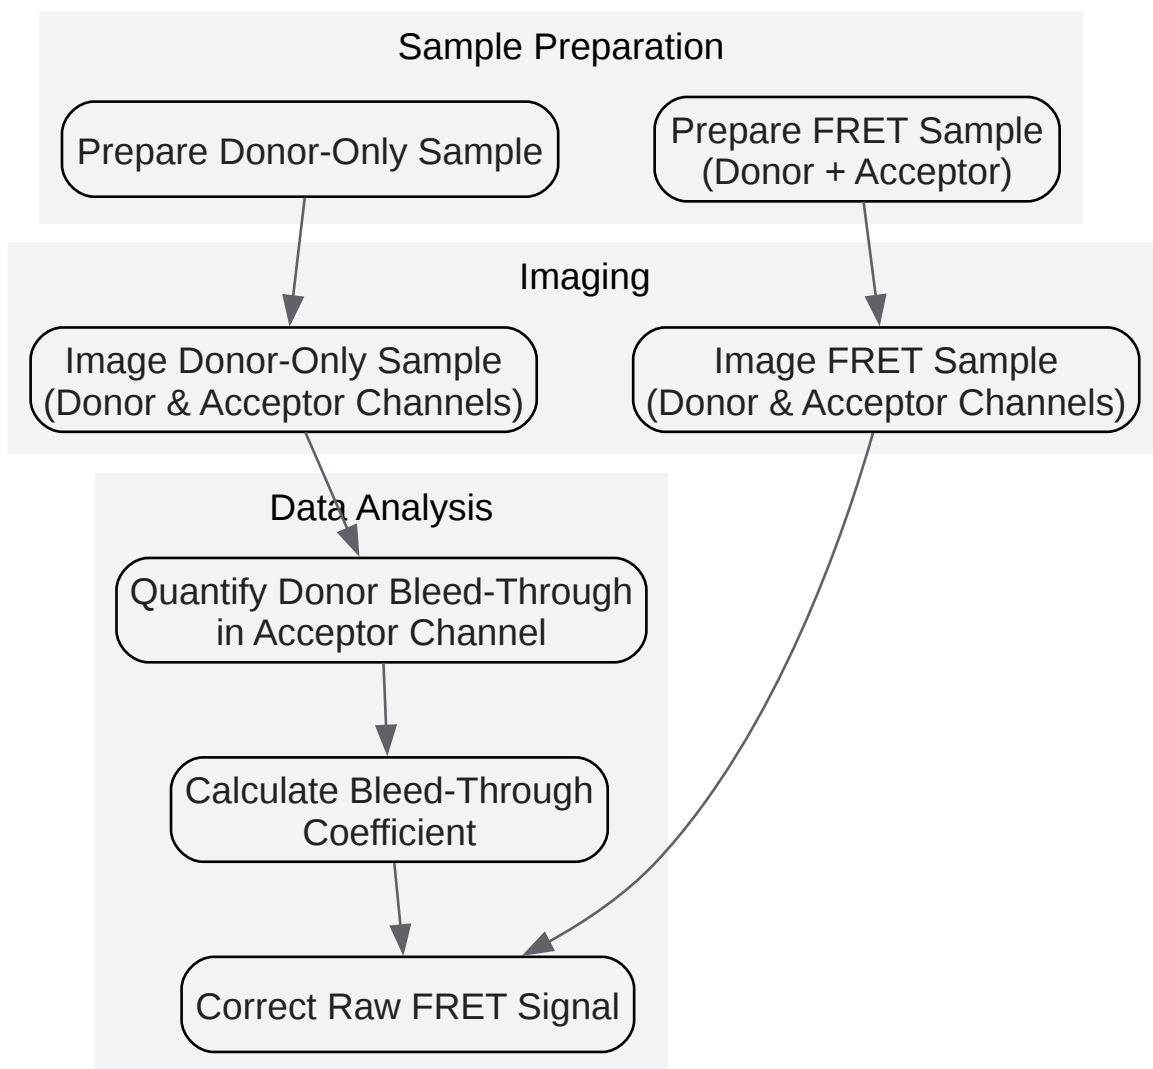 Sample Preparation
Prepare Donor-Only Sample
Prepare FRET Sample
(Donor + Acceptor)
Imaging
Image Donor-Only Sample
(Donor & Acceptor Channels)
Image FRET Sample
(Donor & Acceptor Channels)
Data Analysis
Quantify Donor Bleed-Through
in Acceptor Channel
Calculate Bleed-Through
Coefficient
Correct Raw FRET Signal